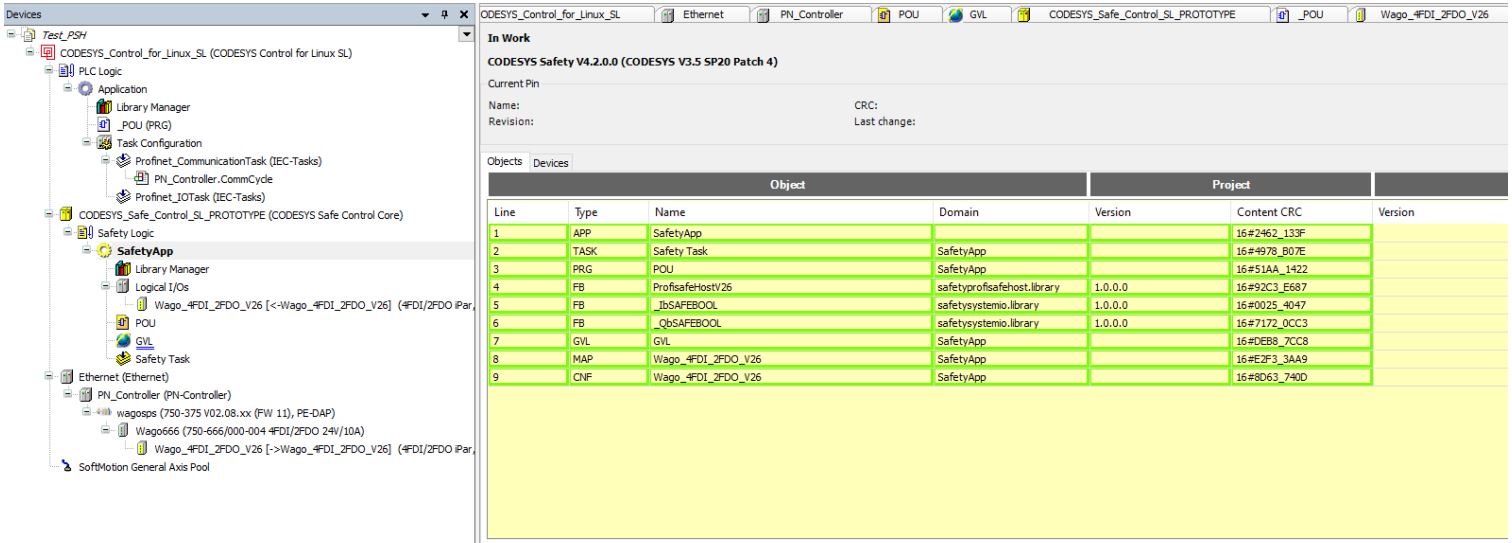 Devices
Test_PSH
CODESYS_Control_for_Linux_SL (CODESYS Control for Linux SL)
PLC Logic
Application
Library Manager
_POU (PRG)
Task Configuration
Profinet_CommunicationTask (IEC-Tasks)
PN_Controller.CommCycle
Profinet_IOTask (IEC-Tasks)
CODESYS_Safe_Control_SL_PROTOTYPE (CODESYS Safe Control Core)
Safety Logic
SafetyApp
Library Manager
Logical I/Os
Wago_4FDI_2FDO_V26 [<-Wago_4FDI_2FDO_V26] (4FDI/2FDO iPar,
POU
GVL
Safety Task
Ethernet (Ethernet)
PN_Controller (PN-Controller)
wagosps (750-375 V02.08.xx (FW 11), PE-DAP)
Wago666 (750-666/000-004 4FDI/2FDO 24V/10A)
Wago_4FDI_2FDO_V26 [->Wago_4FDI_2FDO_V26] (4FDI/2FDO iPar,
SoftMotion General Axis Pool
ODESYS_Control_for_Linux_SL Ethernet PN_Controller POU GVL CODESYS_Safe_Control_SL_PROTOTYPE _POU Wago_4FDI_2FDO_V26
In Work
CODESYS Safety V4.2.0.0 (CODESYS V3.5 SP20 Patch 4)
Current Pin
Name: CRC:
Revision: Last change:
Objects Devices
Object Project
Line Type Name Domain Version Content CRC Version
1 APP SafetyApp 16#2462_133F
2 TASK Safety Task SafetyApp 16#4978_B07E
3 PRG POU SafetyApp 16#51AA_1422
4 FB ProfisafeHostV26 safetyprofisafehost.library 1.0.0.0 16#92C3_E687
5 FB _IbSAFEBOOL safetysystemio.library 1.0.0.0 16#0025_4047
6 FB _QbSAFEBOOL safetysystemio.library 1.0.0.0 16#7172_0CC3
7 GVL GVL SafetyApp 16#DEB8_7CC8
8 MAP Wago_4FDI_2FDO_V26 SafetyApp 16#E2F3_3AA9
9 CNF Wago_4FDI_2FDO_V26 SafetyApp 16#8D63_740D